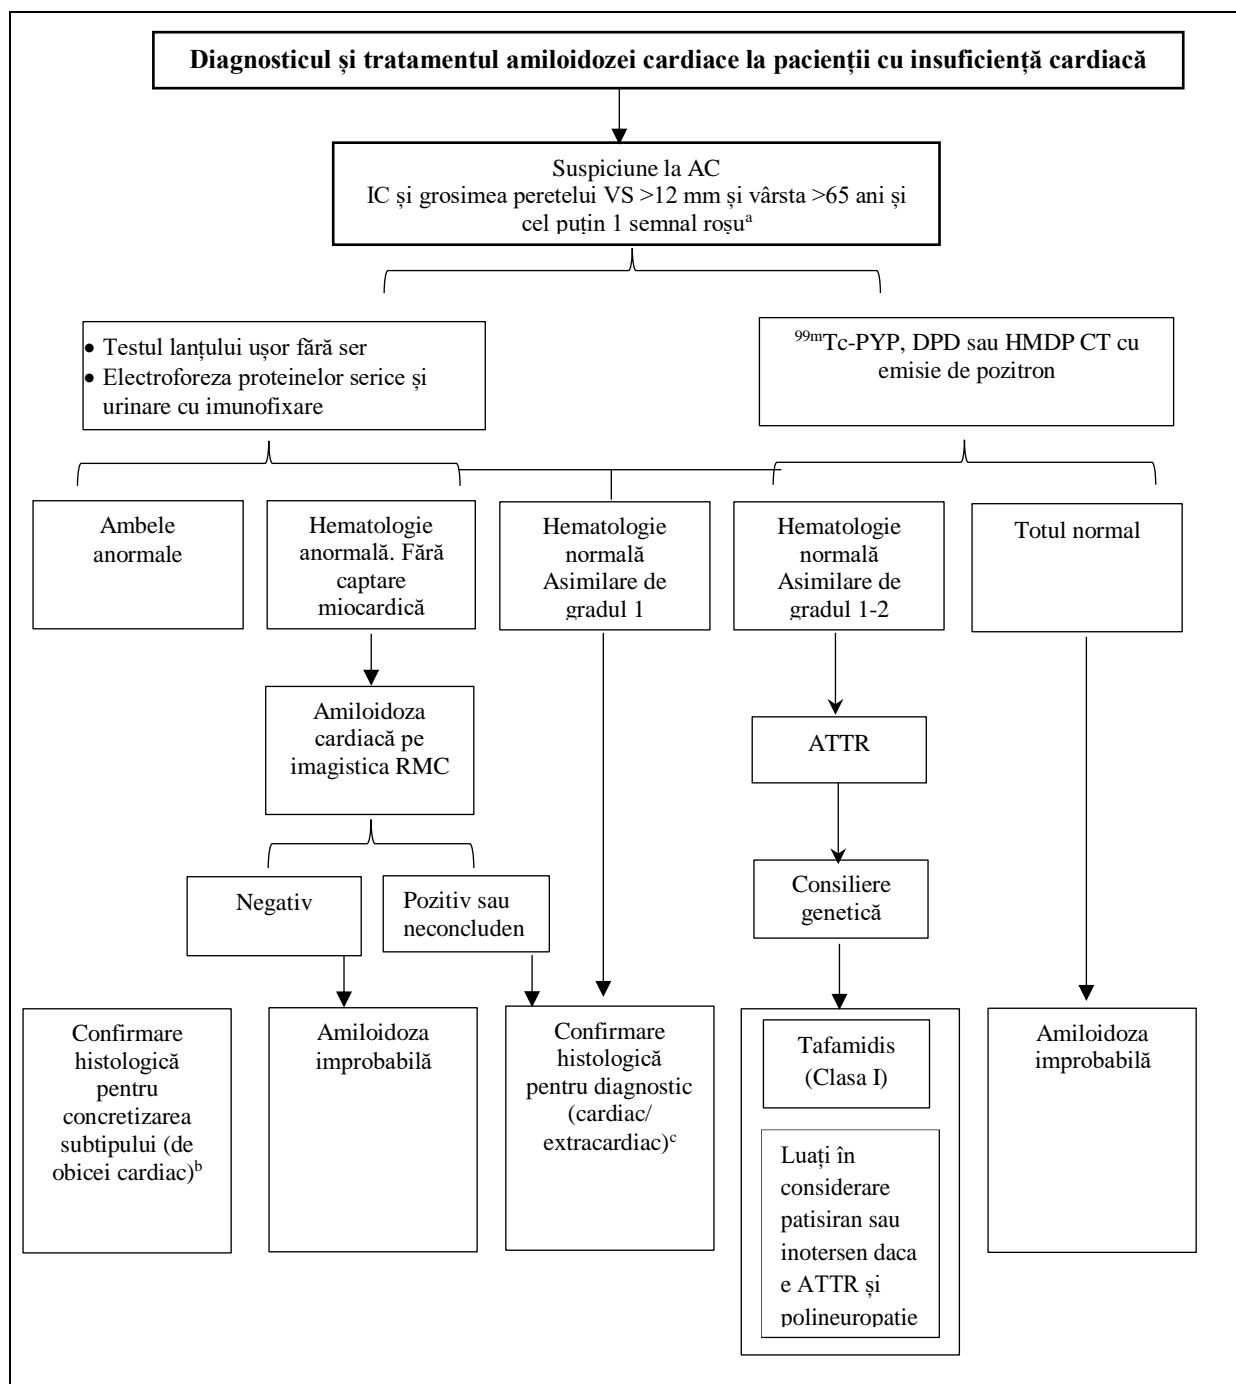 Diagnosticul și tratamentul amiloidozei cardiace la pacienții cu insuficiență cardiacă
Suspiciune la AC
IC și grosimea peretelui VS >12 mm și vârsta >65 ani și
cel puțin 1 semnal roșuᵃ
• Testul lanțului ușor fără ser
• Electroforeza proteinelor serice și
urinare cu imunofixare
⁹⁹ᵐTc-PYP, DPD sau HMDP CT cu
emisie de pozitron
Ambele
anormale
Hematologie
anormală. Fără
captare
miocardică
Hematologie
normală
Asimilare de
gradul 1
Hematologie
normală
Asimilare de
gradul 1-2
Totul normal
Amiloidoza
cardiacă pe
imagistica RMC
ATTR
Negativ
Pozitiv sau
neconcluden
Consiliere
genetică
Confirmare
histologică
pentru
concretizarea
subtipului (de
obicei cardiac)ᵇ
Amiloidoza
improbabilă
Confirmare
histologică
pentru diagnostic
(cardiac/
extracardiac)ᶜ
Tafamidis
(Clasa I)
Luați în
considerare
patisiran sau
inotersen daca
e ATTR și
polineuropatie
Amiloidoza
improbabilă